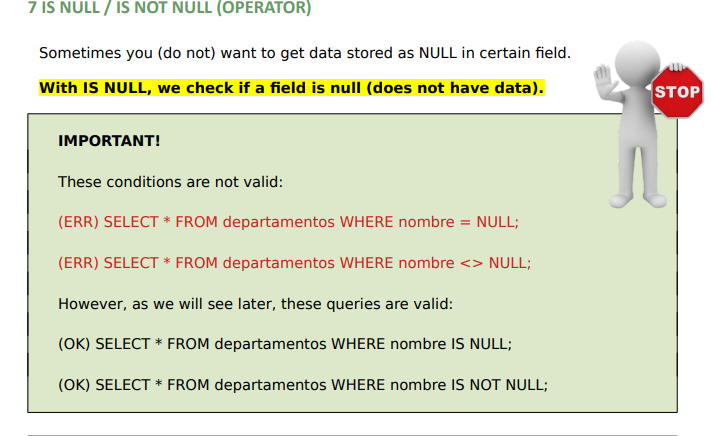 7 IS NULL / IS NOT NULL (OPERATOR)
Sometimes you (do not) want to get data stored as NULL in certain field.
With IS NULL, we check if a field is null (does not have data).
STOP
IMPORTANT!
These conditions are not valid:
(ERR) SELECT * FROM departamentos WHERE nombre = NULL;
(ERR) SELECT * FROM departamentos WHERE nombre <> NULL;
However, as we will see later, these queries are valid:
(OK) SELECT * FROM departamentos WHERE nombre IS NULL;
(OK) SELECT * FROM departamentos WHERE nombre IS NOT NULL;